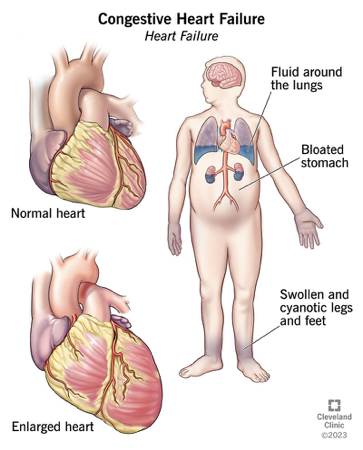 Congestive Heart Failure
Heart Failure
Fluid around
the lungs
Bloated
stomach
Normal heart
Swollen and
cyanotic legs
and feet
Enlarged heart
Cleveland
Clinic
©2023